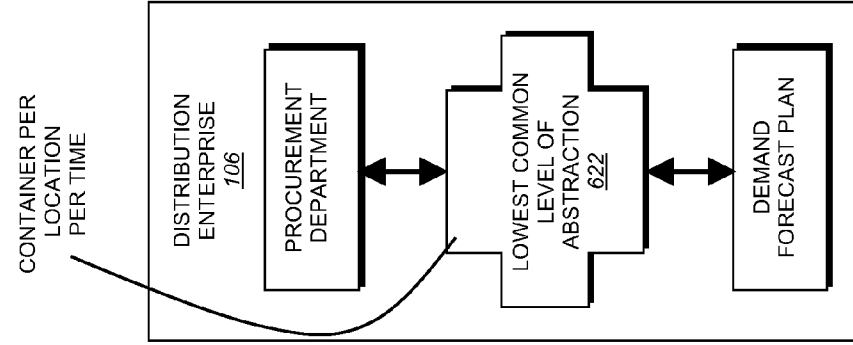 CONTAINER PER
LOCATION
PER TIME
DISTRIBUTION
ENTERPRISE
106
PROCUREMENT
DEPARTMENT
LOWEST COMMON
LEVEL OF
ABSTRACTION
622
DEMAND
FORECAST PLAN